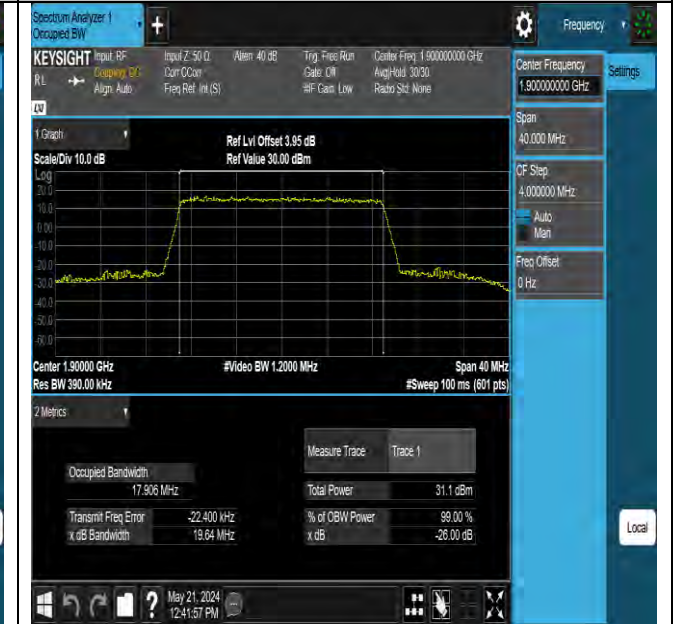 Spectrum Analyzer 1
Occupied BW
Frequency
KEYSIGHT Input: RF
Coupling: DC
Align: Auto
RL
Input Z: 50 Ω
Corr CCorr
Freq Ref: Int (S)
Atten: 40 dB
Trig: Free Run
Gate: Off
#IF Gain: Low
Center Freq: 1.900000000 GHz
Avg|Hold: 30/30
Radio Std: None
LW
Center Frequency
1.900000000 GHz
Settings
Span
40.000 MHz
CF Step
4.000000 MHz
Auto
Man
Freq Offset
0 Hz
1 Graph
Scale/Div 10.0 dB
Ref Lvl Offset 3.95 dB
Ref Value 30.00 dBm
Log
20.0
10.0
0.00
-10.0
-20.0
-30.0
-40.0
-50.0
-60.0
Center 1.90000 GHz
#Video BW 1.2000 MHz
Span 40 MHz
Res BW 390.00 kHz
#Sweep 100 ms (601 pts)
2 Metrics
Measure Trace Trace 1
Occupied Bandwidth
17.906 MHz
Total Power 31.1 dBm
Transmit Freq Error -22.400 kHz
% of OBW Power 99.00 %
x dB Bandwidth 19.64 MHz
x dB -26.00 dB
Local
May 21, 2024
12:41:57 PM